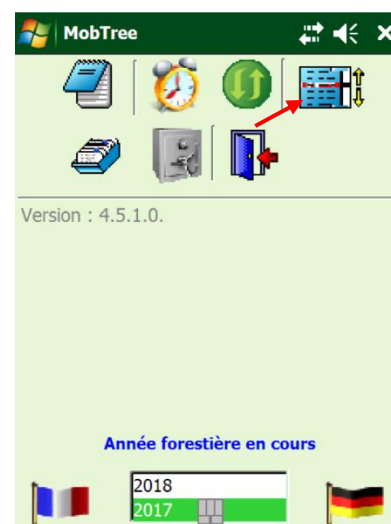 MobTree
Version : 4.5.1.0.
Année forestière en cours
2018
2017